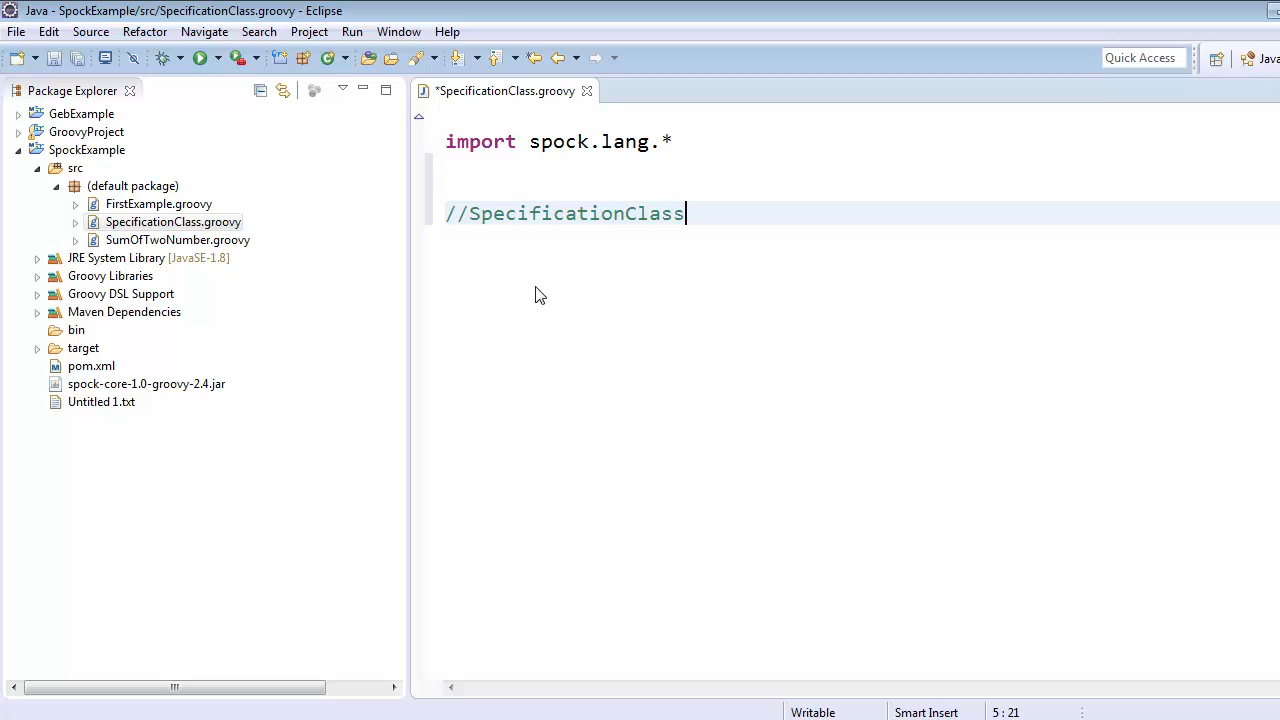 Java - SpockExample/src/SpecificationClass.groovy - Eclipse
File Edit Source Refactor Navigate Search Project Run Window Help
Quick Access
Java
Package Explorer
*SpecificationClass.groovy
GebExample
GroovyProject
SpockExample
src
(default package)
FirstExample.groovy
SpecificationClass.groovy
SumOfTwoNumber.groovy
JRE System Library [JavaSE-1.8]
Groovy Libraries
Groovy DSL Support
Maven Dependencies
bin
target
pom.xml
spock-core-1.0-groovy-2.4.jar
Untitled 1.txt
import spock.lang.*
//SpecificationClass
Writable Smart Insert 5 : 21